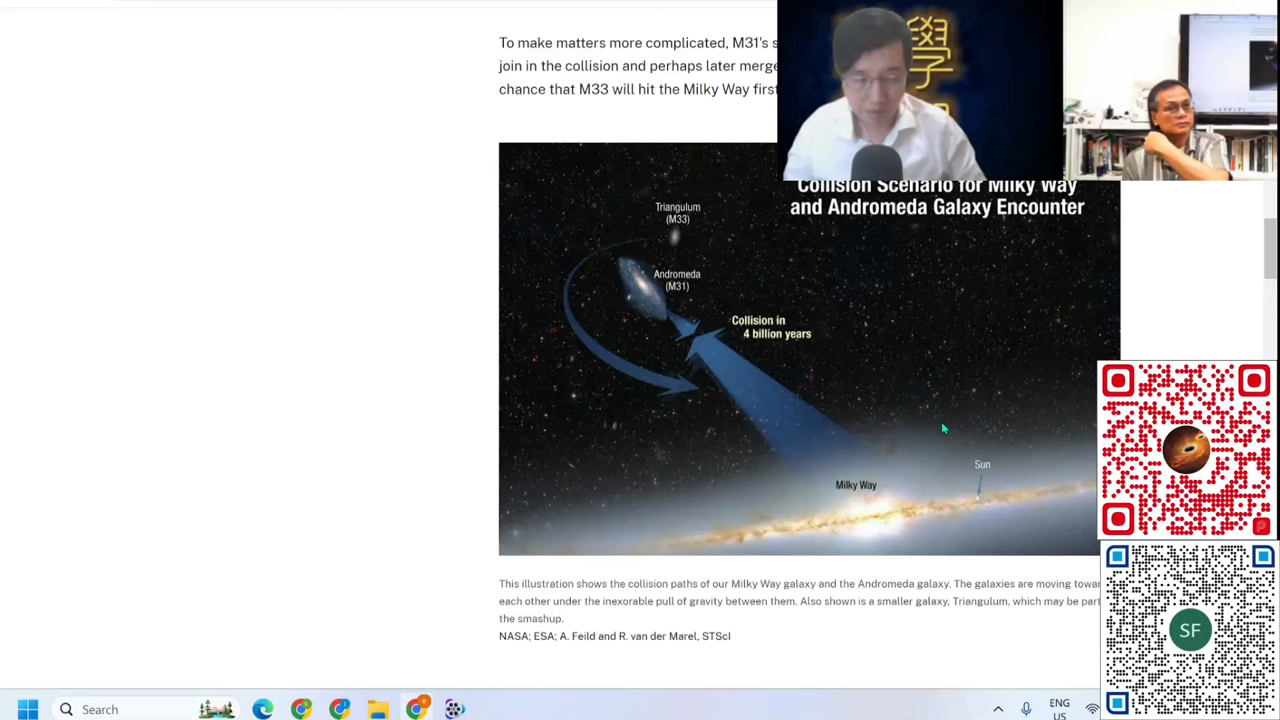 To make matters more complicated, M31's s
join in the collision and perhaps later merge
chance that M33 will hit the Milky Way first
學
子
Collision Scenario for Milky Way
and Andromeda Galaxy Encounter
Triangulum
(M33)
Andromeda
(M31)
Collision in
4 billion years
Sun
Milky Way
This illustration shows the collision paths of our Milky Way galaxy and the Andromeda galaxy. The galaxies are moving towar
each other under the inexorable pull of gravity between them. Also shown is a smaller galaxy, Triangulum, which may be part
the smashup.
NASA; ESA; A. Feild and R. van der Marel, STScI
SF
Search
ENG
US